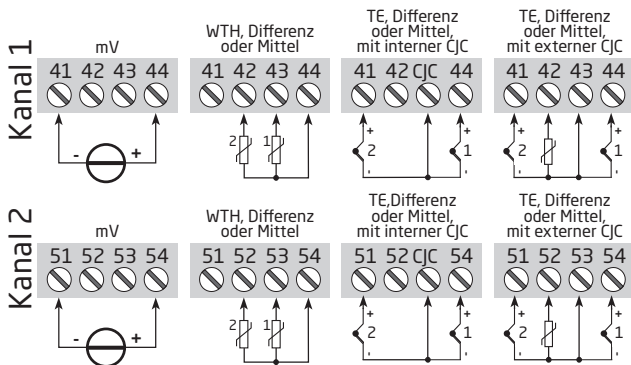 Kanal 1
mV
41 42 43 44
- +
WTH, Differenz
oder Mittel
41 42 43 44
2 1
TE, Differenz
oder Mittel,
mit interner CJC
41 42 CJC 44
+ +
2 1
- -
TE, Differenz
oder Mittel,
mit externer CJC
41 42 43 44
+ +
2 1
- -
Kanal 2
mV
51 52 53 54
- +
WTH, Differenz
oder Mittel
51 52 53 54
2 1
TE,Differenz
oder Mittel,
mit interner CJC
51 52 CJC 54
+ +
2 1
- -
TE, Differenz
oder Mittel,
mit externer CJC
51 52 53 54
+ +
2 1
- -